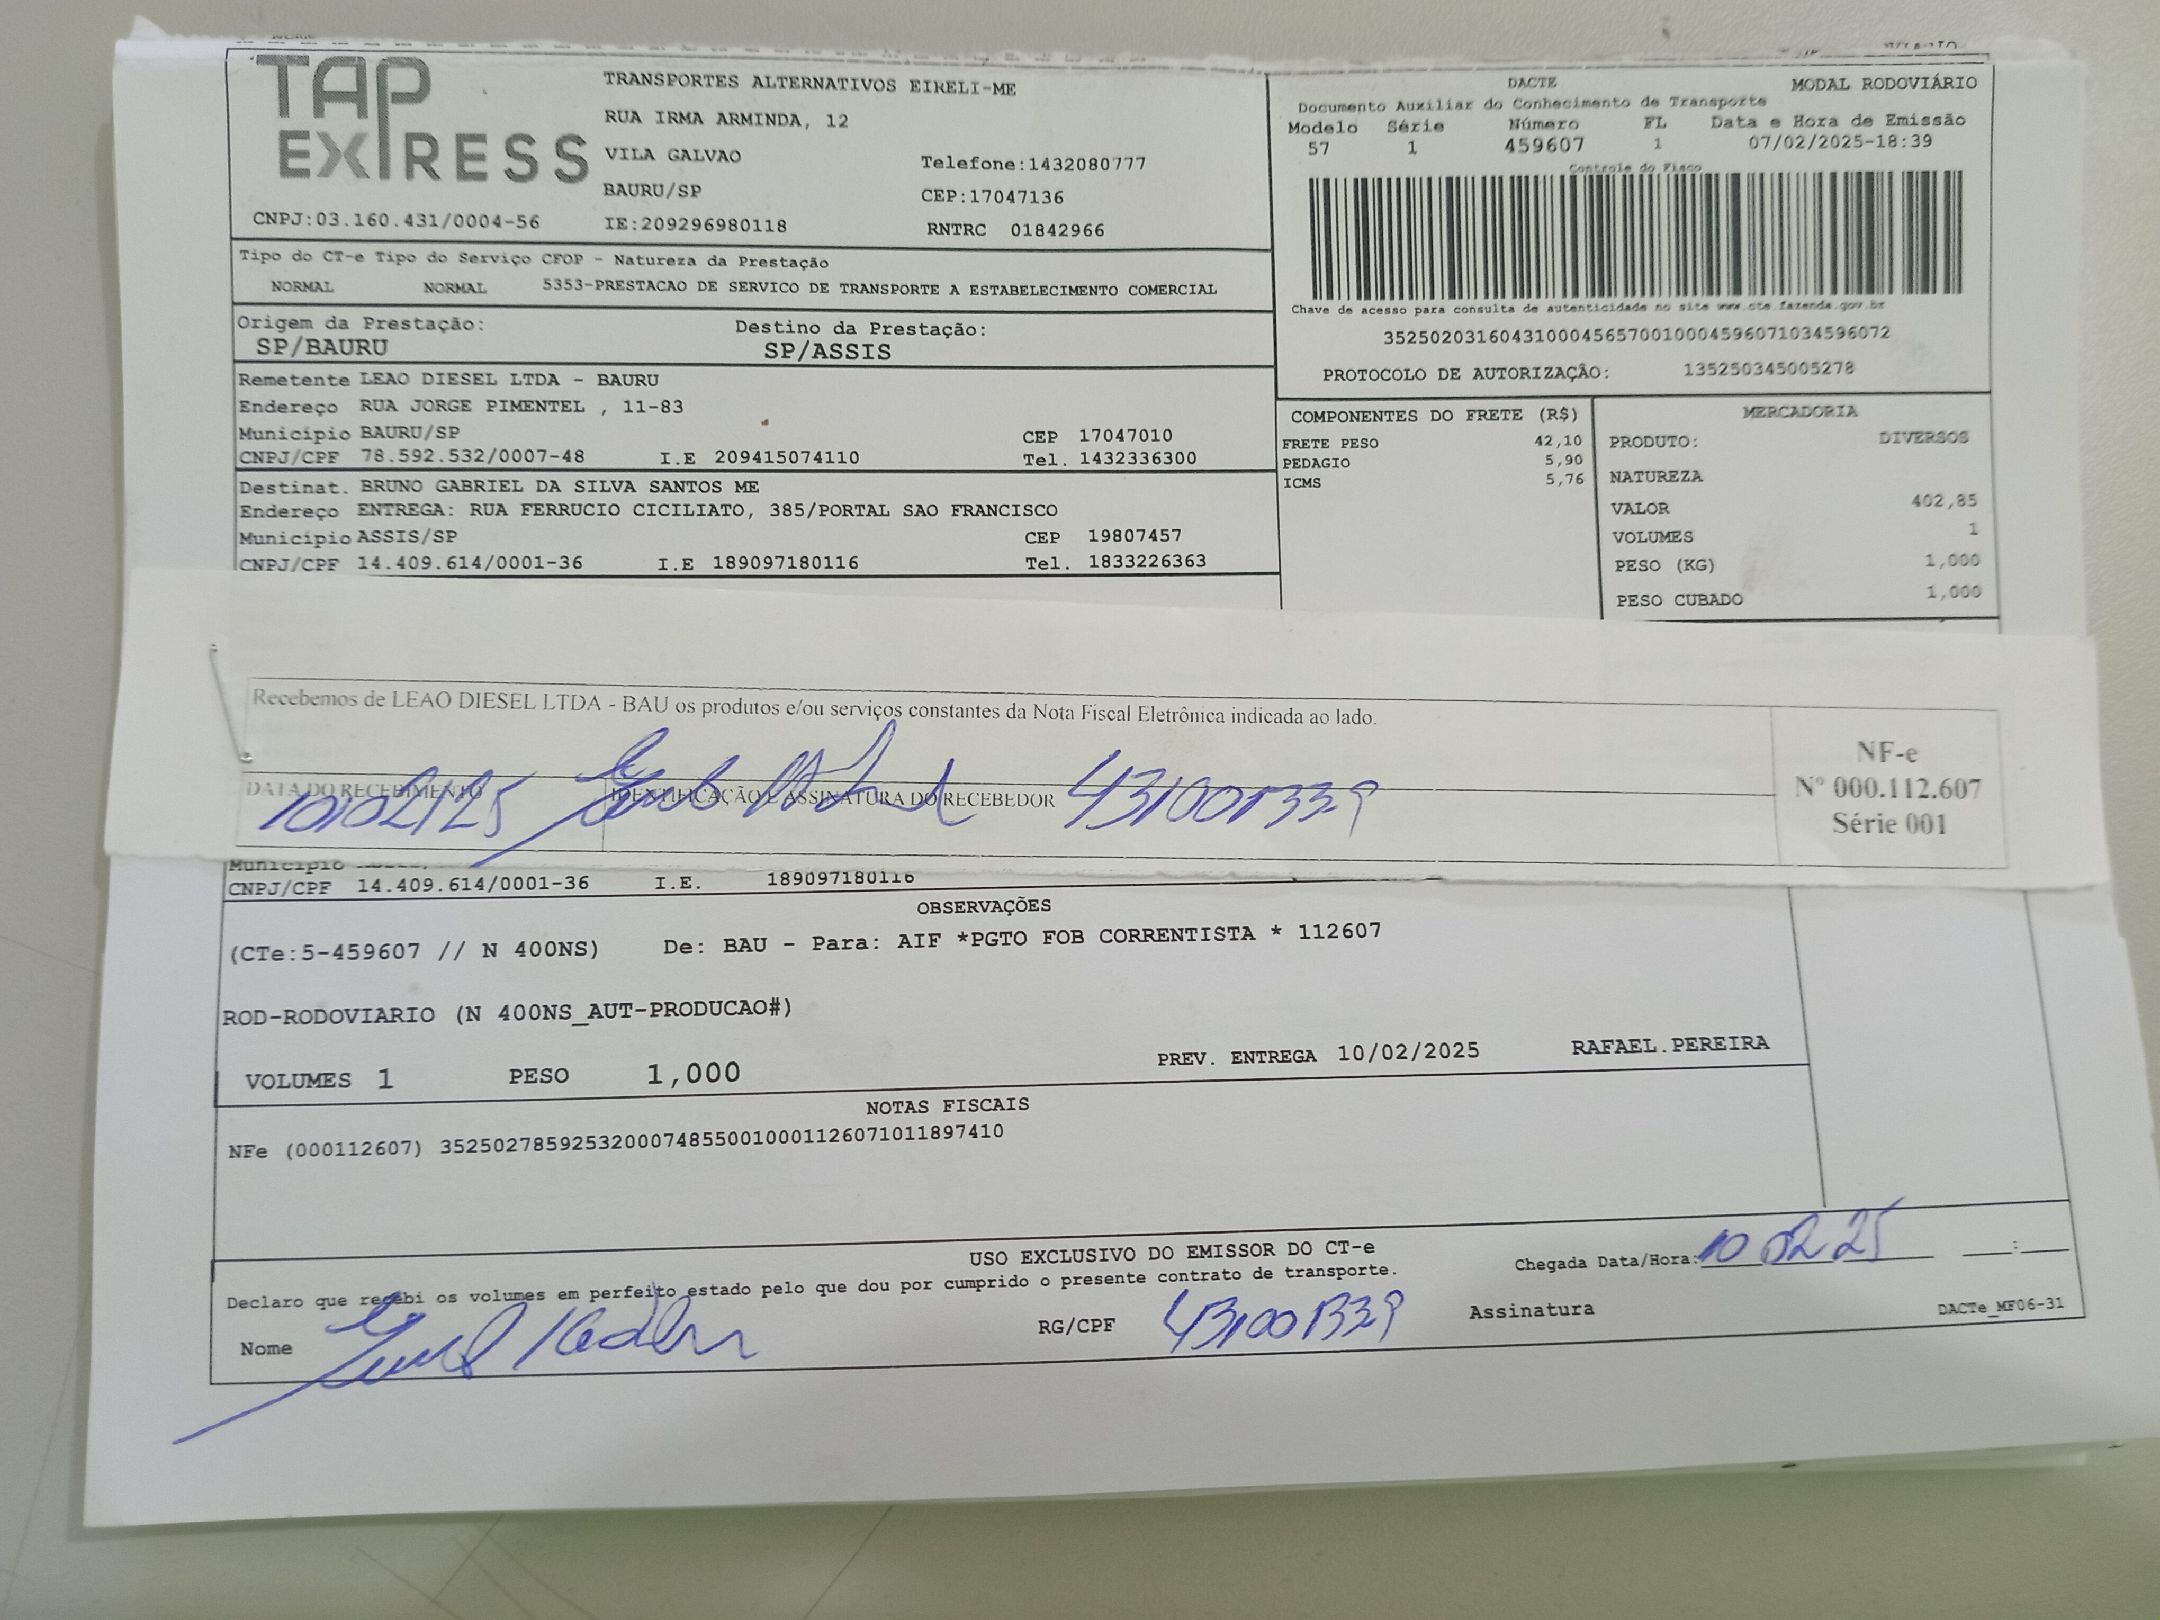 TAP EXPRESS
TRANSPORTES ALTERNATIVOS EIRELI-ME
RUA IRMA ARMINDA, 12
VILA GALVAO
Telefone:1432080777
BAURU/SP
CEP:17047136
CNPJ:03.160.431/0004-56
IE:209296980118
RNTRC 01842966
DACTE
MODAL RODOVIÁRIO
Documento Auxiliar do Conhecimento de Transporte
Modelo Série Número FL Data e Hora de Emissão
57 1 459607 1 07/02/2025-18:39
Controle do Fisco
Chave de acesso para consulta de autenticidade no site www.cte.fazenda.gov.br
35250203160431000456570010004596071034596072
PROTOCOLO DE AUTORIZAÇÃO: 135250345005278
Tipo do CT-e Tipo do Serviço CFOP - Natureza da Prestação
NORMAL NORMAL 5353-PRESTACAO DE SERVICO DE TRANSPORTE A ESTABELECIMENTO COMERCIAL
Origem da Prestação: Destino da Prestação:
SP/BAURU SP/ASSIS
Remetente LEAO DIESEL LTDA - BAURU
Endereço RUA JORGE PIMENTEL , 11-83
Município BAURU/SP CEP 17047010
CNPJ/CPF 78.592.532/0007-48 I.E 209415074110 Tel. 1432336300
Destinat. BRUNO GABRIEL DA SILVA SANTOS ME
Endereço ENTREGA: RUA FERRUCIO CICILIATO, 385/PORTAL SAO FRANCISCO
Município ASSIS/SP CEP 19807457
CNPJ/CPF 14.409.614/0001-36 I.E 189097180116 Tel. 1833226363
COMPONENTES DO FRETE (R$)
FRETE PESO 42,10
PEDAGIO 5,90
ICMS 5,76
MERCADORIA
PRODUTO: DIVERSOS
NATUREZA
VALOR 402,85
VOLUMES 1
PESO (KG) 1,000
PESO CUBADO 1,000
Recebemos de LEAO DIESEL LTDA - BAU os produtos e/ou serviços constantes da Nota Fiscal Eletrônica indicada ao lado.
DATA DO RECEBIMENTO
IDENTIFICAÇÃO E ASSINATURA DO RECEBEDOR
10/02/25
431001339
NF-e
Nº 000.112.607
Série 001
Município
CNPJ/CPF 14.409.614/0001-36 I.E. 189097180116
OBSERVAÇÕES
(CTe:5-459607 // N 400NS) De: BAU - Para: AIF *PGTO FOB CORRENTISTA * 112607
ROD-RODOVIARIO (N 400NS_AUT-PRODUCAO#)
VOLUMES 1 PESO 1,000 PREV. ENTREGA 10/02/2025 RAFAEL.PEREIRA
NOTAS FISCAIS
NFe (000112607) 35250278592532000748550010001126071011897410
USO EXCLUSIVO DO EMISSOR DO CT-e
Chegada Data/Hora: 10 02 25 __:__
Declaro que recebi os volumes em perfeito estado pelo que dou por cumprido o presente contrato de transporte.
Nome
RG/CPF 431001339
Assinatura
DACTe_MF06-31